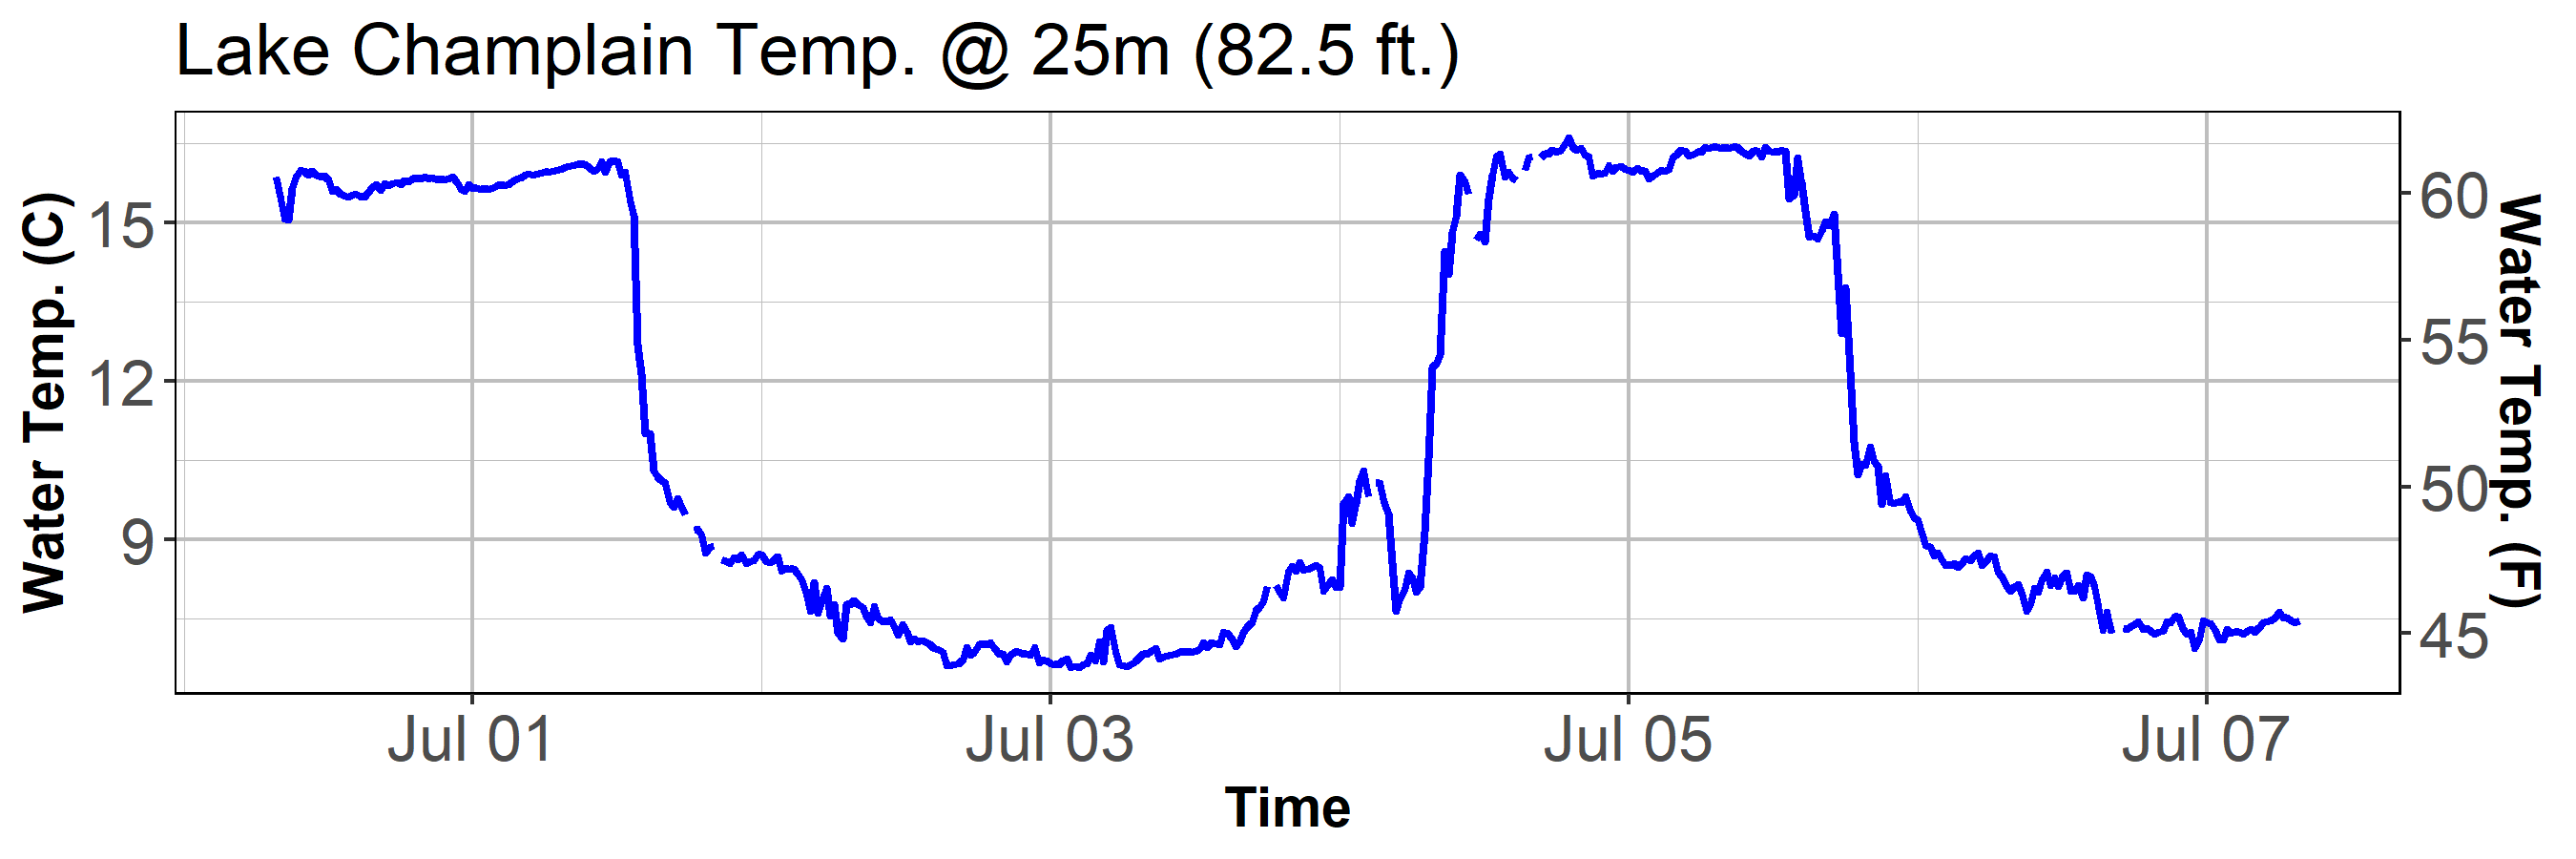 Lake Champlain Temp. @ 25m (82.5 ft.)
Water Temp. (C)
15
12
9
60
55
50
45
Water Temp. (F)
Jul 01
Jul 03
Jul 05
Jul 07
Time